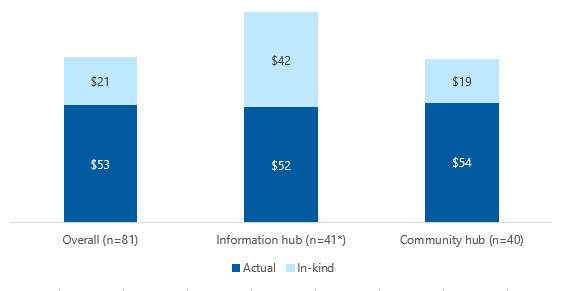 $21
$42
$19
$53
$52
$54
Overall (n=81)
Information hub (n=41*)
Community hub (n=40)
Actual
In-kind